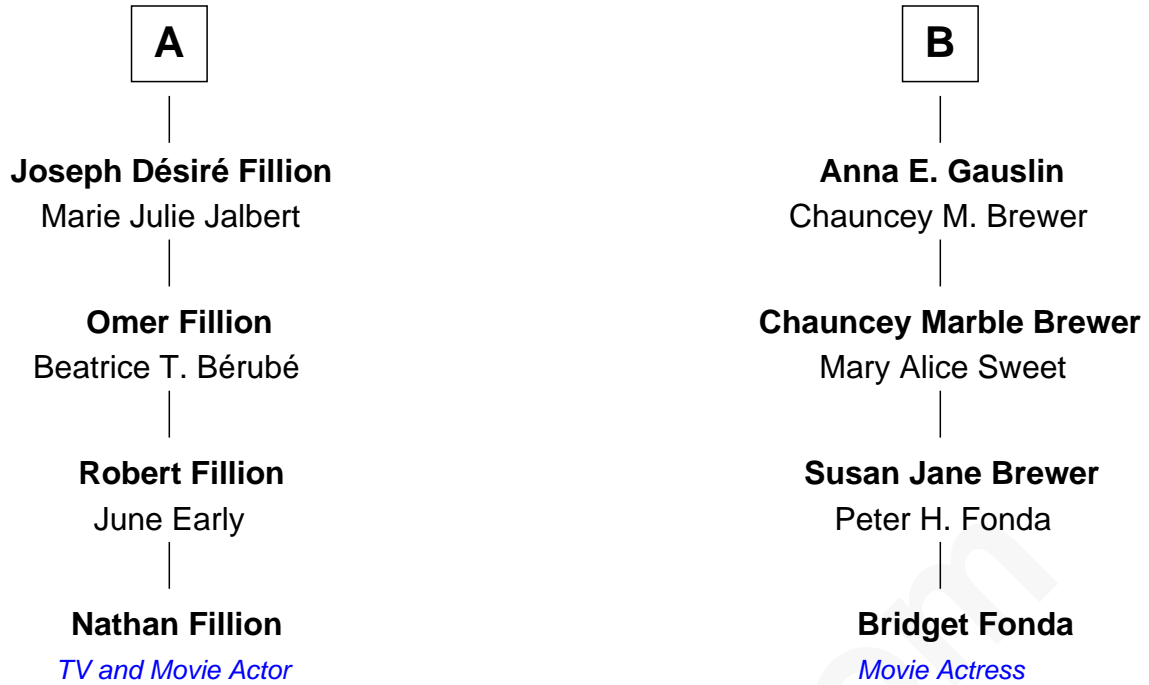 A
Joseph Désiré Fillion
Marie Julie Jalbert
Omer Fillion
Beatrice T. Bérubé
Robert Fillion
June Early
Nathan Fillion
TV and Movie Actor
B
Anna E. Gauslin
Chauncey M. Brewer
Chauncey Marble Brewer
Mary Alice Sweet
Susan Jane Brewer
Peter H. Fonda
Bridget Fonda
Movie Actress